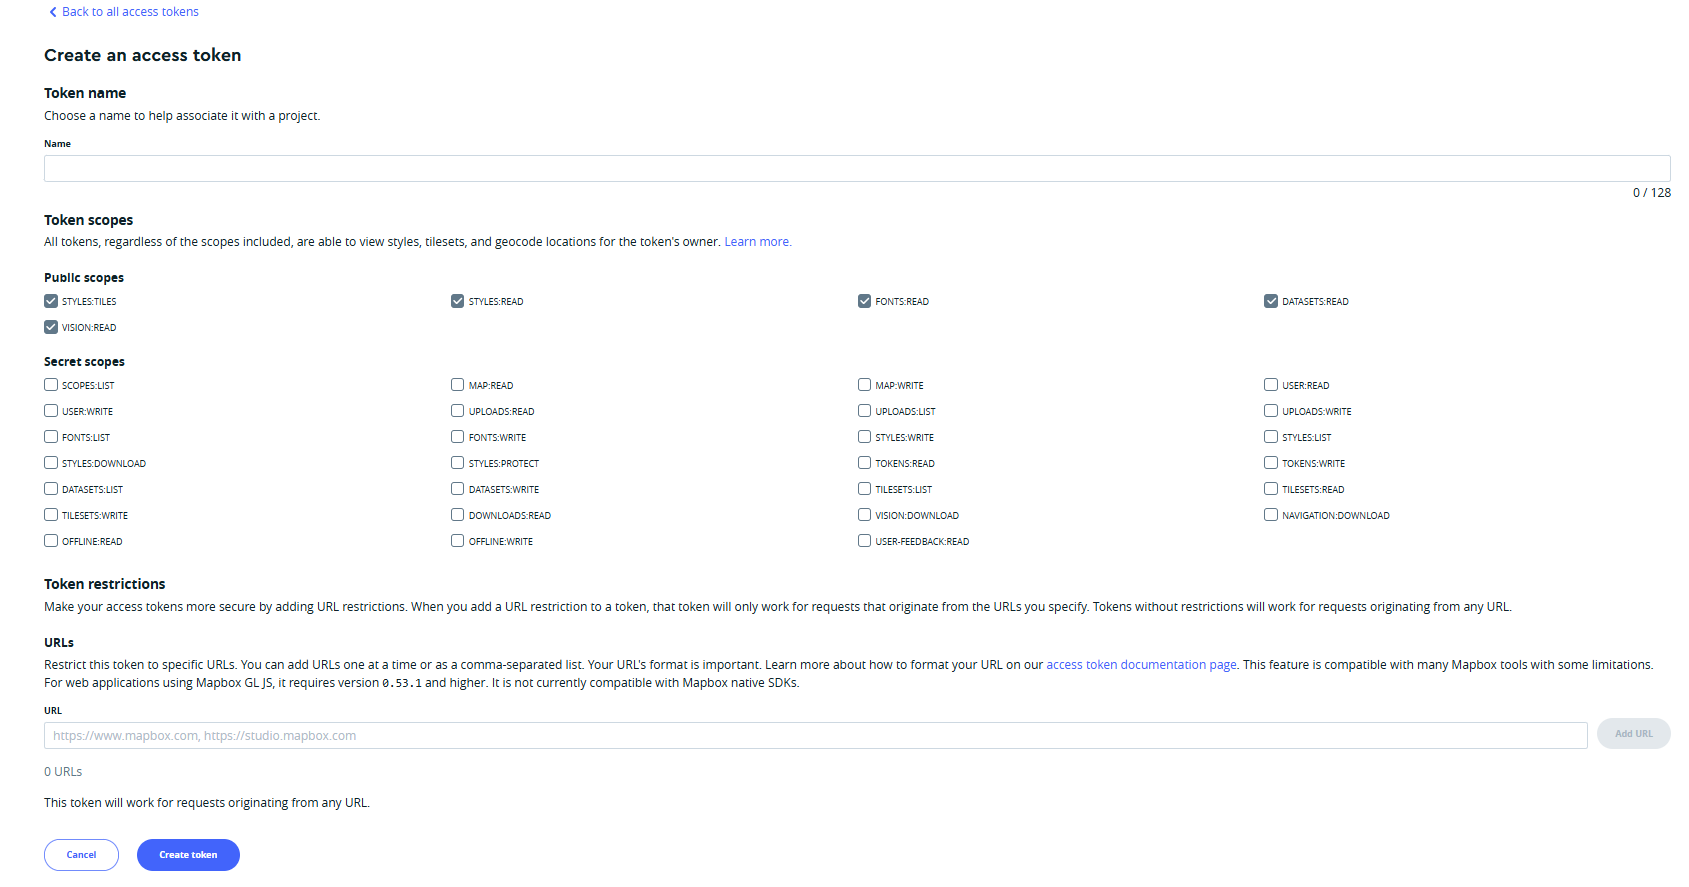 Back to all access tokens
Create an access token
Token name
Choose a name to help associate it with a project.
Name
0 / 128
Token scopes
All tokens, regardless of the scopes included, are able to view styles, tilesets, and geocode locations for the token's owner. Learn more.
Public scopes
STYLES:TILES STYLES:READ FONTS:READ DATASETS:READ
VISION:READ
Secret scopes
SCOPES:LIST MAP:READ MAP:WRITE USER:READ
USER:WRITE UPLOADS:READ UPLOADS:LIST UPLOADS:WRITE
FONTS:LIST FONTS:WRITE STYLES:WRITE STYLES:LIST
STYLES:DOWNLOAD STYLES:PROTECT TOKENS:READ TOKENS:WRITE
DATASETS:LIST DATASETS:WRITE TILESETS:LIST TILESETS:READ
TILESETS:WRITE DOWNLOADS:READ VISION:DOWNLOAD NAVIGATION:DOWNLOAD
OFFLINE:READ OFFLINE:WRITE USER-FEEDBACK:READ
Token restrictions
Make your access tokens more secure by adding URL restrictions. When you add a URL restriction to a token, that token will only work for requests that originate from the URLs you specify. Tokens without restrictions will work for requests originating from any URL.
URLs
Restrict this token to specific URLs. You can add URLs one at a time or as a comma-separated list. Your URL's format is important. Learn more about how to format your URL on our access token documentation page. This feature is compatible with many Mapbox tools with some limitations.
For web applications using Mapbox GL JS, it requires version 0.53.1 and higher. It is not currently compatible with Mapbox native SDKs.
URL
https://www.mapbox.com, https://studio.mapbox.com Add URL
0 URLs
This token will work for requests originating from any URL.
Cancel Create token